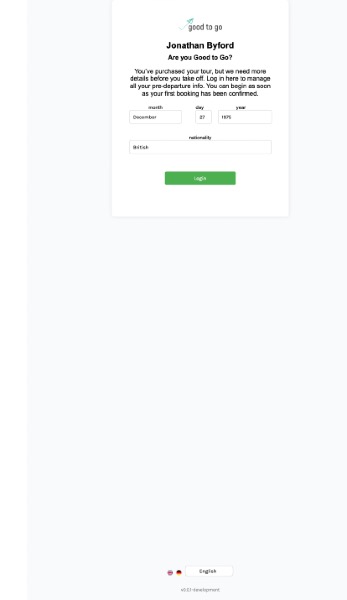 good to go
Jonathan Byford
Are you Good to Go?
You've purchased your tour, but we need more
details before you take off. Log in here to manage
all your pre-departure info. You can begin as soon
as your first booking has been confirmed.
month day year
December 27 1975
nationality
British
Login
English
v2.0.1-development